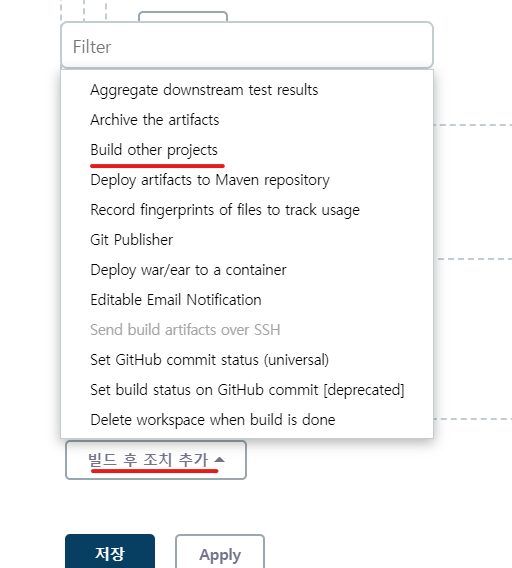 Filter
Aggregate downstream test results
Archive the artifacts
Build other projects
Deploy artifacts to Maven repository
Record fingerprints of files to track usage
Git Publisher
Deploy war/ear to a container
Editable Email Notification
Send build artifacts over SSH
Set GitHub commit status (universal)
Set build status on GitHub commit [deprecated]
Delete workspace when build is done
빌드 후 조치 추가
저장
Apply